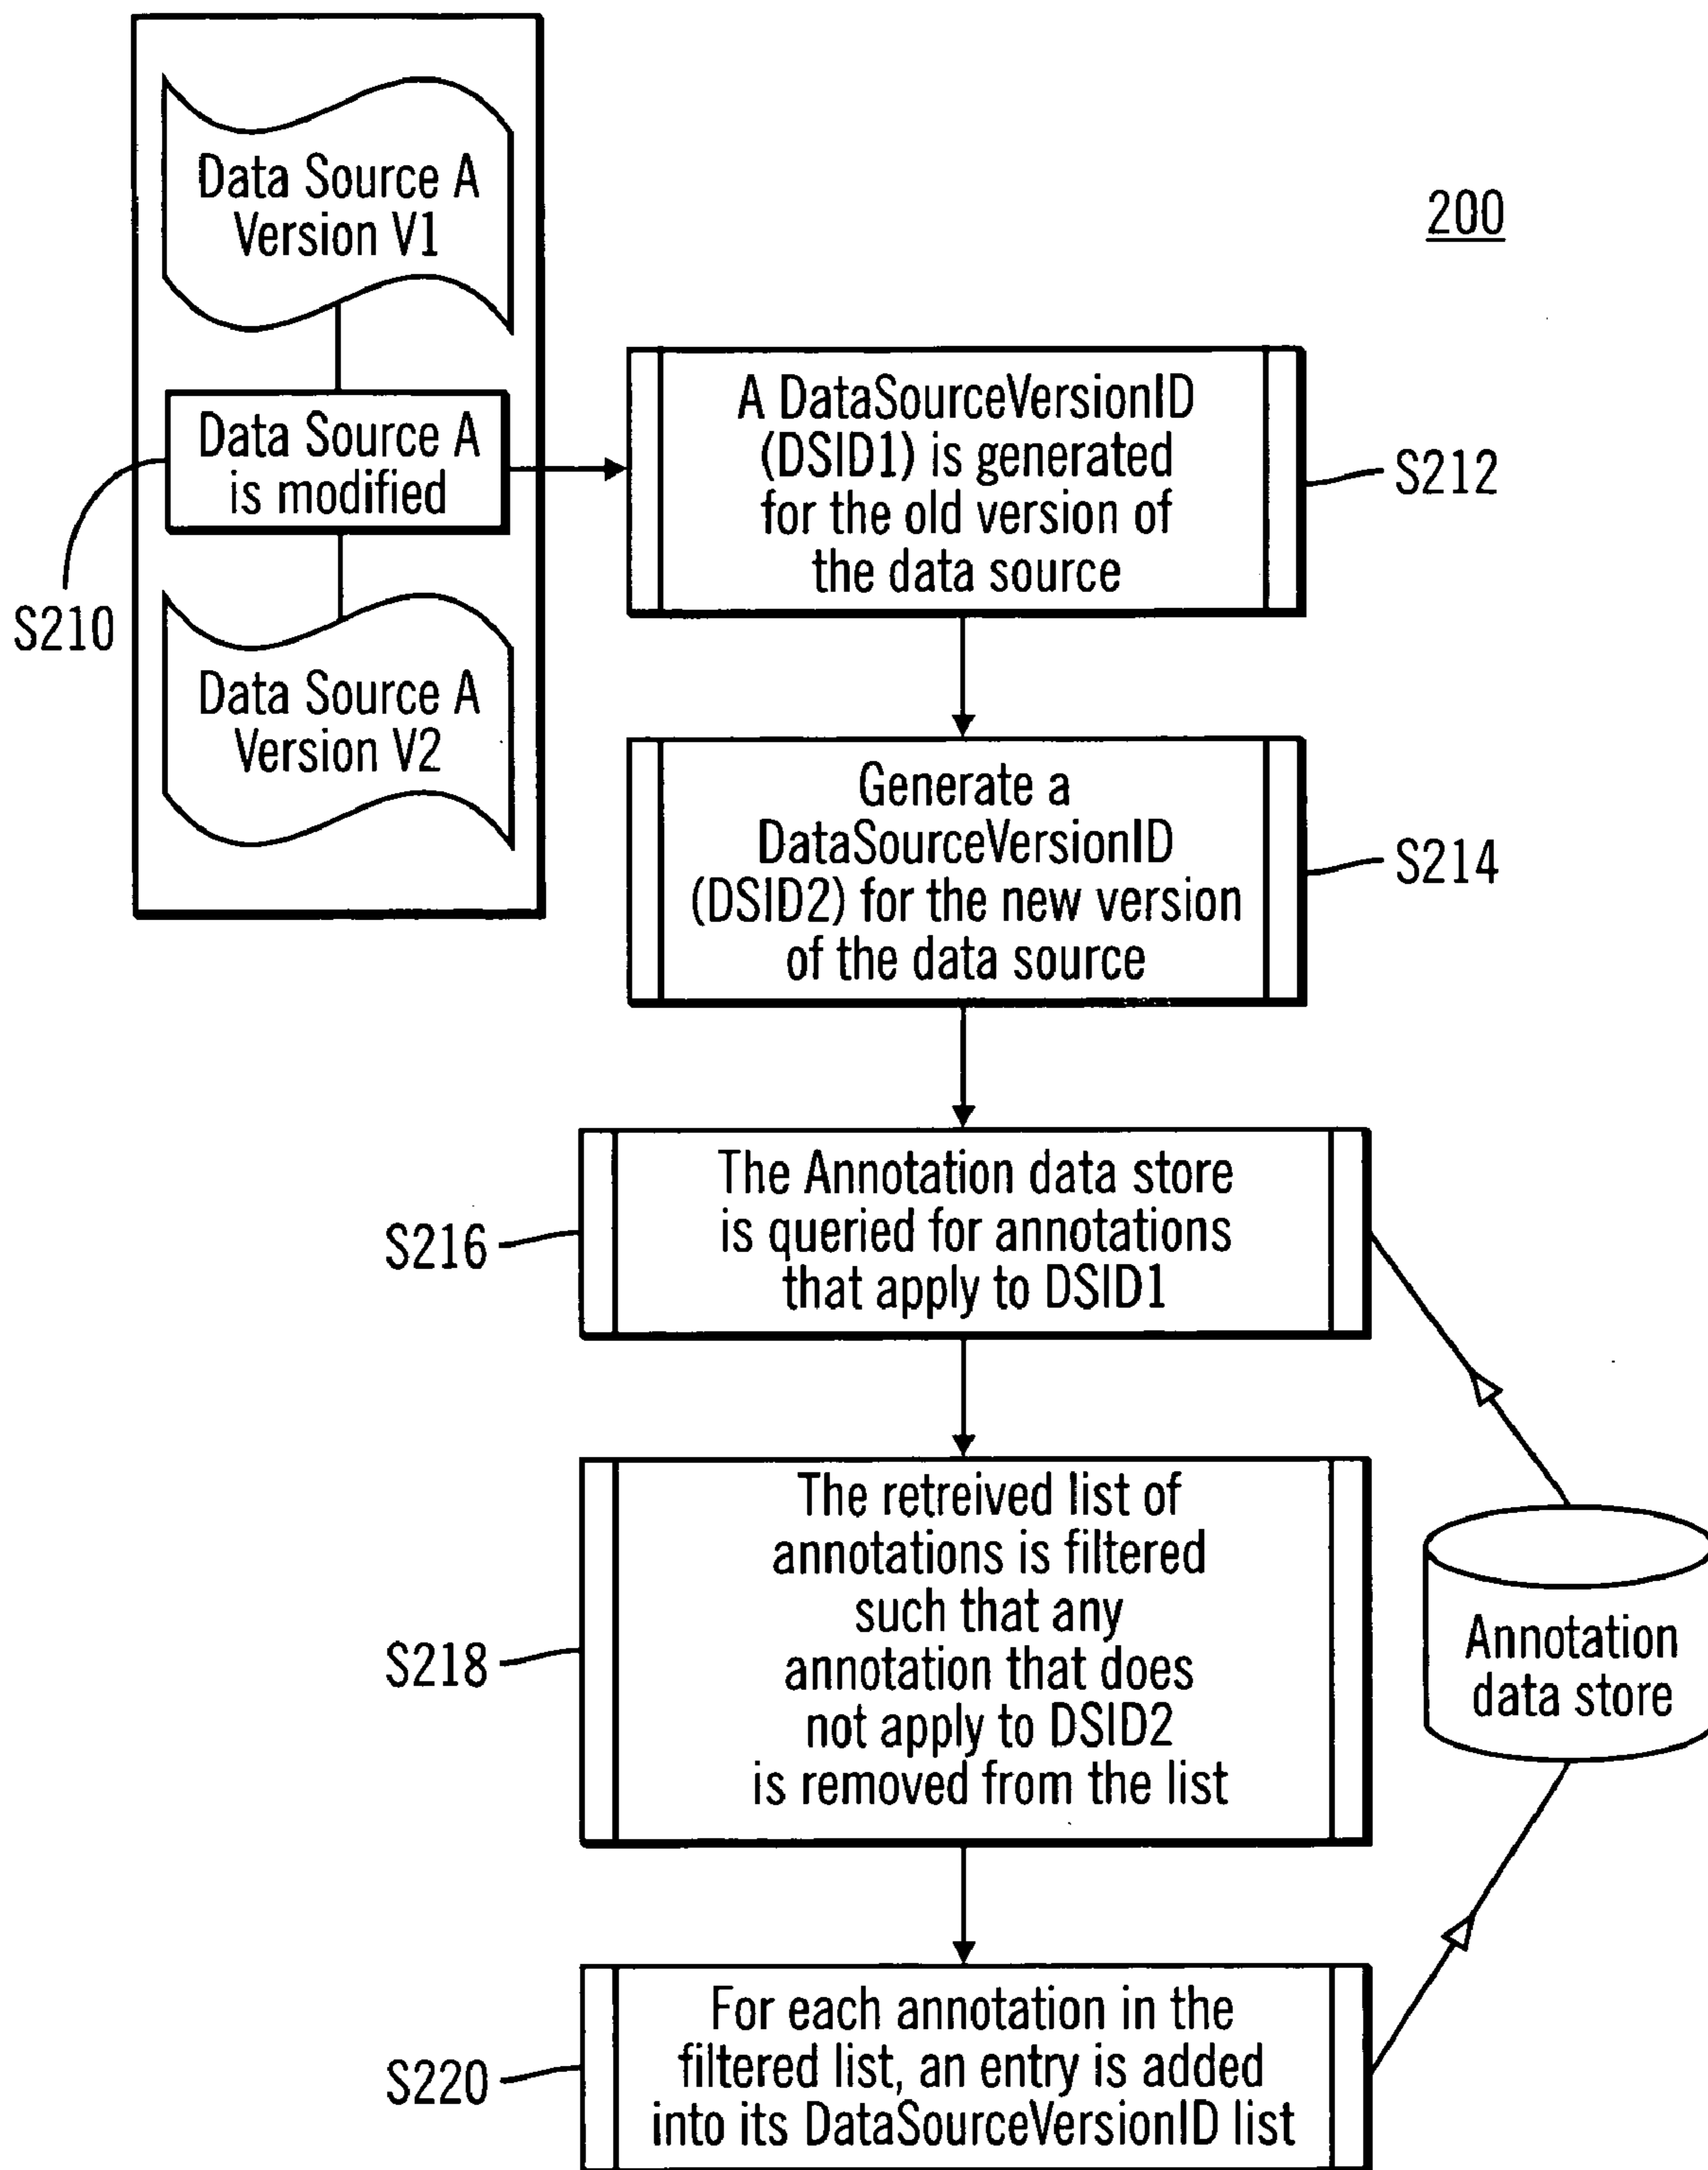 Data Source A
Version V1
200
Data Source A
is modified
S210
Data Source A
Version V2
A DataSourceVersionID
(DSID1) is generated
for the old version of
the data source
S212
Generate a
DataSourceVersionID
(DSID2) for the new version
of the data source
S214
The Annotation data store
is queried for annotations
that apply to DSID1
S216
The retreived list of
annotations is filtered
such that any
annotation that does
not apply to DSID2
is removed from the list
S218
Annotation
data store
For each annotation in the
filtered list, an entry is added
into its DataSourceVersionID list
S220